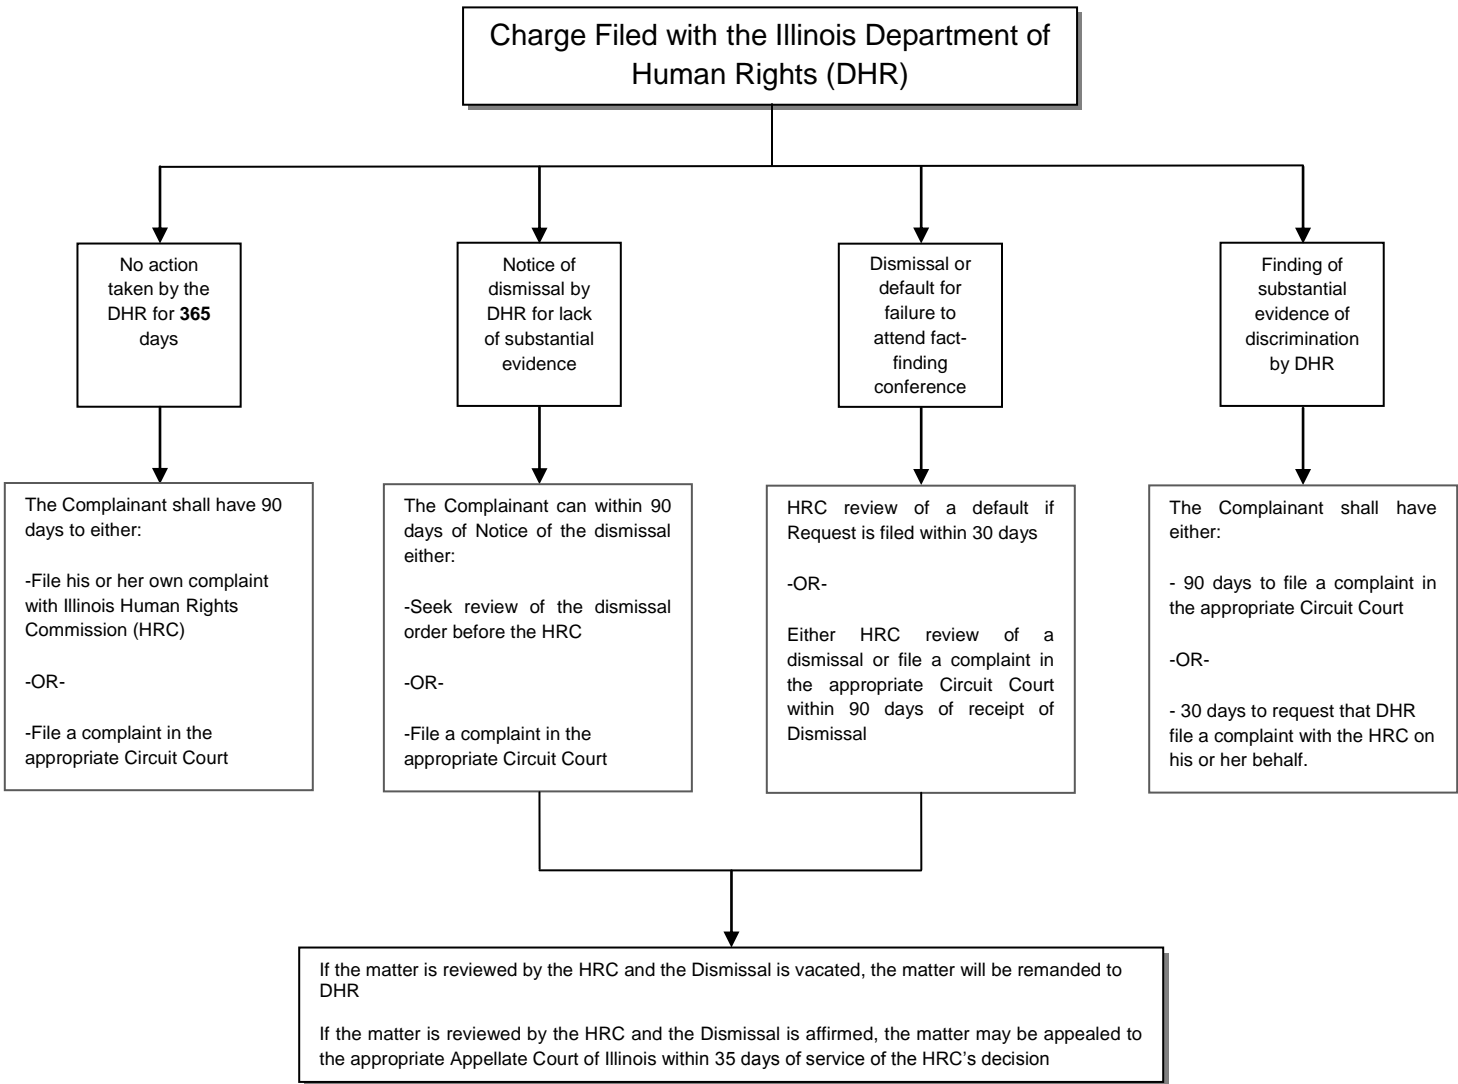 Charge Filed with the Illinois Department of
Human Rights (DHR)
No action
taken by the
DHR for 365
days
Notice of
dismissal by
DHR for lack
of substantial
evidence
Dismissal or
default for
failure to
attend fact-
finding
conference
Finding of
substantial
evidence of
discrimination
by DHR
The Complainant shall have 90
days to either:
-File his or her own complaint
with Illinois Human Rights
Commission (HRC)
-OR-
-File a complaint in the
appropriate Circuit Court
The Complainant can within 90
days of Notice of the dismissal
either:
-Seek review of the dismissal
order before the HRC
-OR-
-File a complaint in the
appropriate Circuit Court
HRC review of a default if
Request is filed within 30 days
-OR-
Either HRC review of a
dismissal or file a complaint in
the appropriate Circuit Court
within 90 days of receipt of
Dismissal
The Complainant shall have
either:
- 90 days to file a complaint in
the appropriate Circuit Court
-OR-
- 30 days to request that DHR
file a complaint with the HRC on
his or her behalf.
If the matter is reviewed by the HRC and the Dismissal is vacated, the matter will be remanded to
DHR
If the matter is reviewed by the HRC and the Dismissal is affirmed, the matter may be appealed to
the appropriate Appellate Court of Illinois within 35 days of service of the HRC's decision